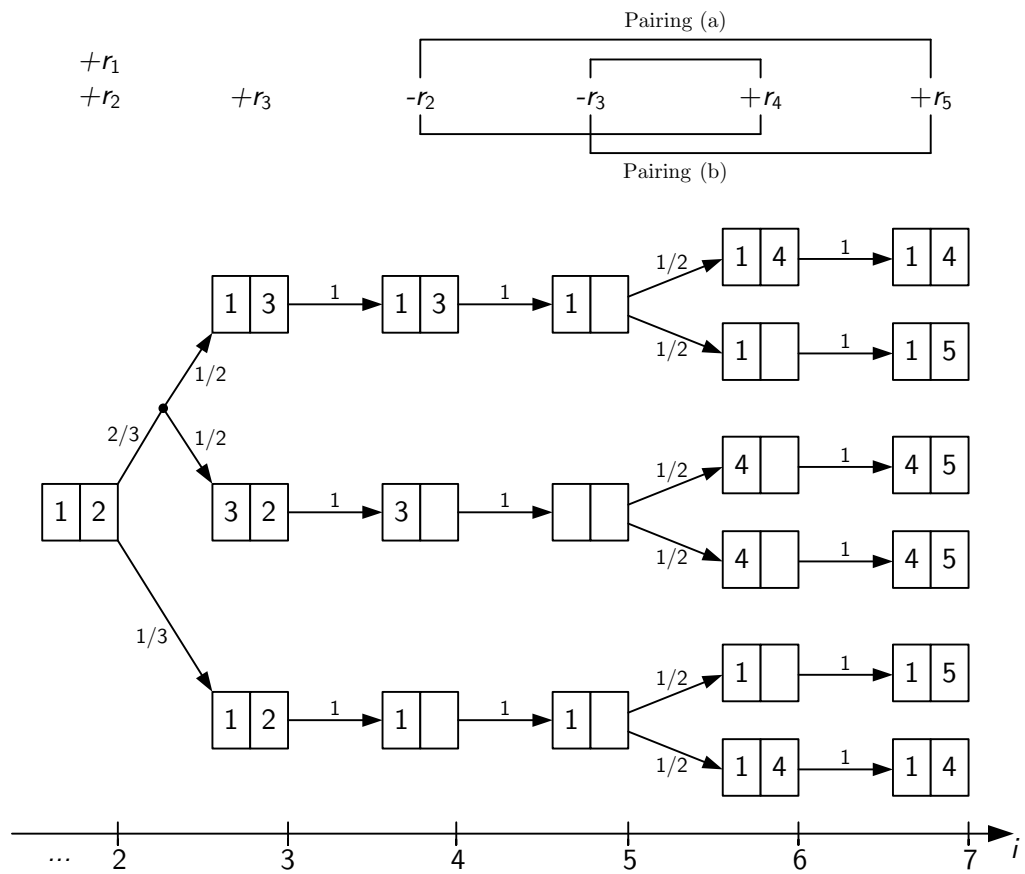 Pairing (a)
+r1
+r2 +r3 -r2 -r3 +r4 +r5
Pairing (b)
1/2 1 4 1 1 4
1 3 1 1 3 1 1
1/2 1 1 1 5
1/2
2/3 1/2
1/2 4 1 4 5
1 2 3 2 1 3 1
1/2 4 1 4 5
1/3
1/2 1 1 1 5
1 2 1 1 1 1
1/2 1 4 1 1 4
... 2 3 4 5 6 7 i